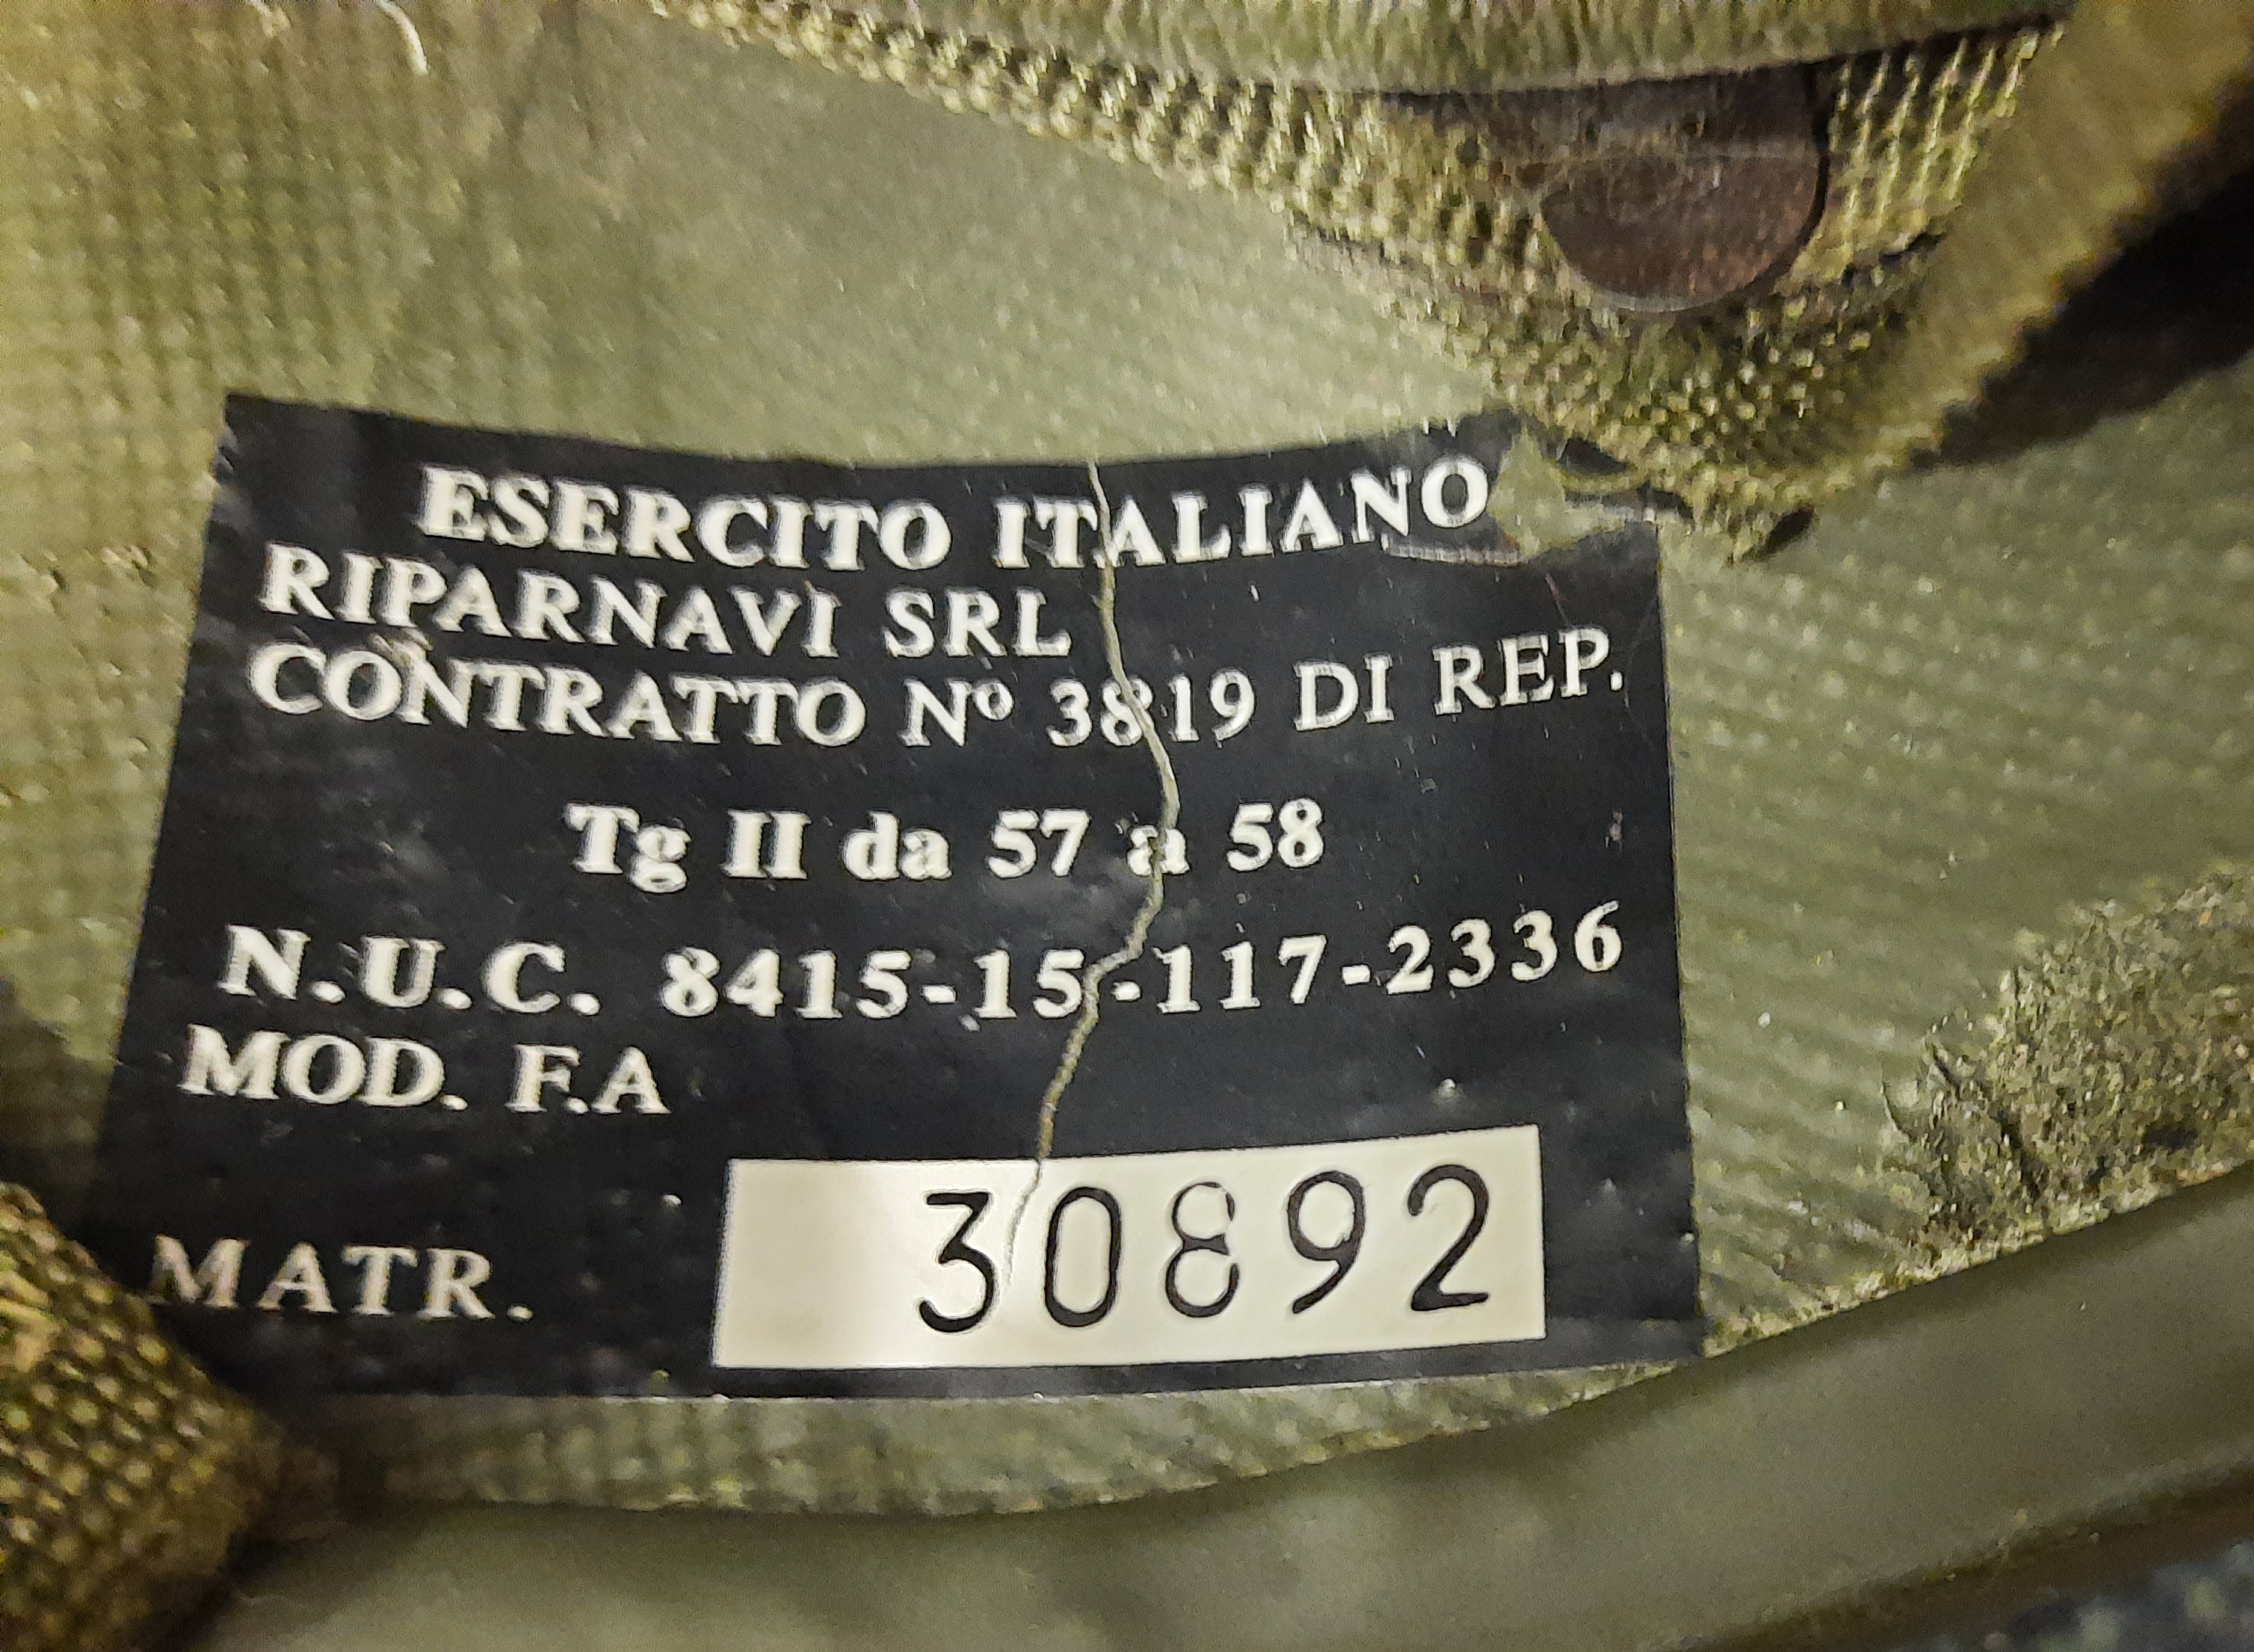 ESERCITO ITALIANO
RIPARNAVI SRL
CONTRATTO Nº 3819 DI REP.
Tg II da 57 a 58
N.U.C. 8415-15-117-2336
MOD. F.A
MATR. 30892